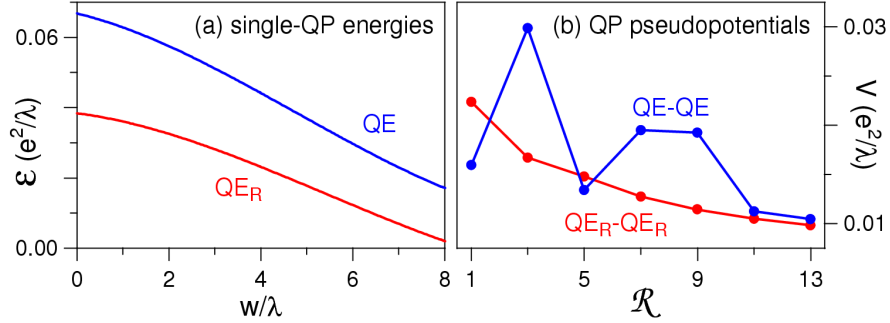 (a) single-QP energies
0.06
0.00
ε (e²/λ)
QE
QE_R
0 2 4 6 8
w/λ
(b) QP pseudopotentials
0.03
0.01
V (e²/λ)
QE-QE
QE_R-QE_R
1 5 9 13
ℛ